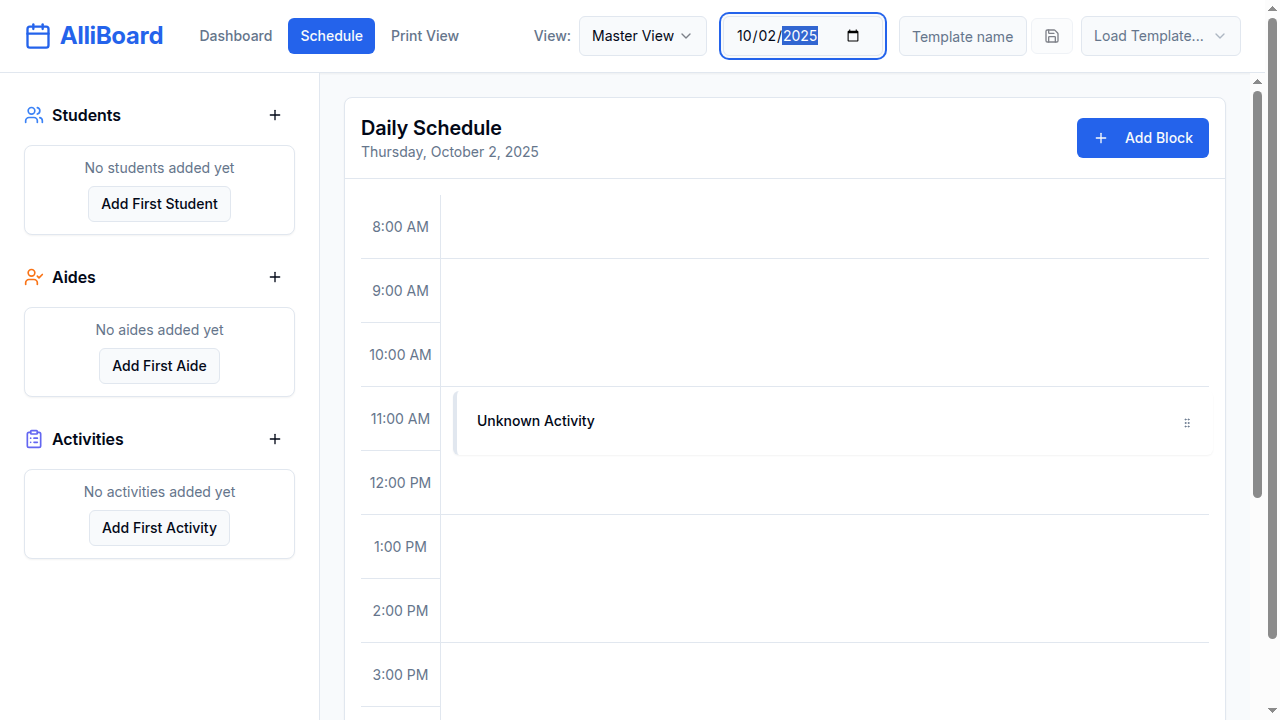 AlliBoard
Dashboard
Schedule
Print View
View:
Master View
10/02/2025
Template name
Load Template...
Students
No students added yet
Add First Student
Aides
No aides added yet
Add First Aide
Activities
No activities added yet
Add First Activity
Daily Schedule
Thursday, October 2, 2025
Add Block
8:00 AM
9:00 AM
10:00 AM
11:00 AM
Unknown Activity
12:00 PM
1:00 PM
2:00 PM
3:00 PM